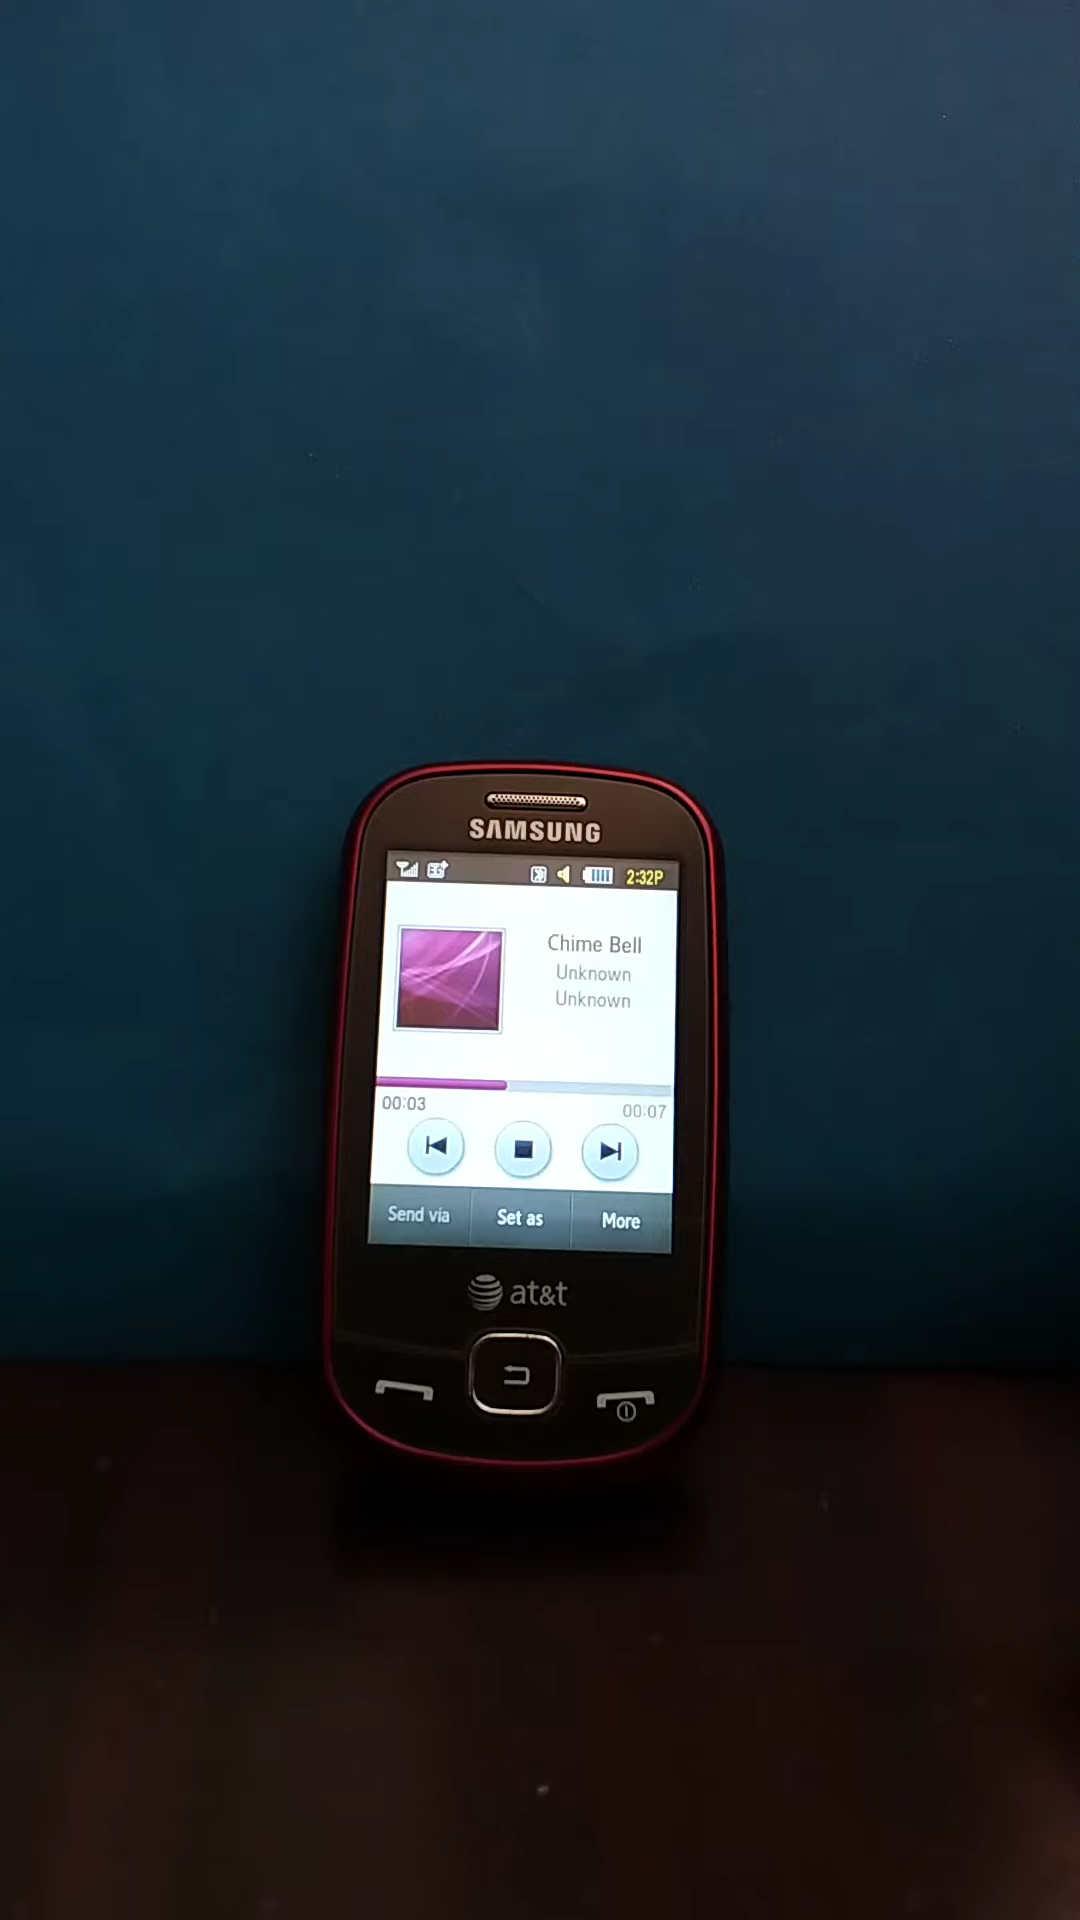 SAMSUNG
2:32P
Chime Bell
Unknown
Unknown
00:03 00:07
Send via Set as More
at&t